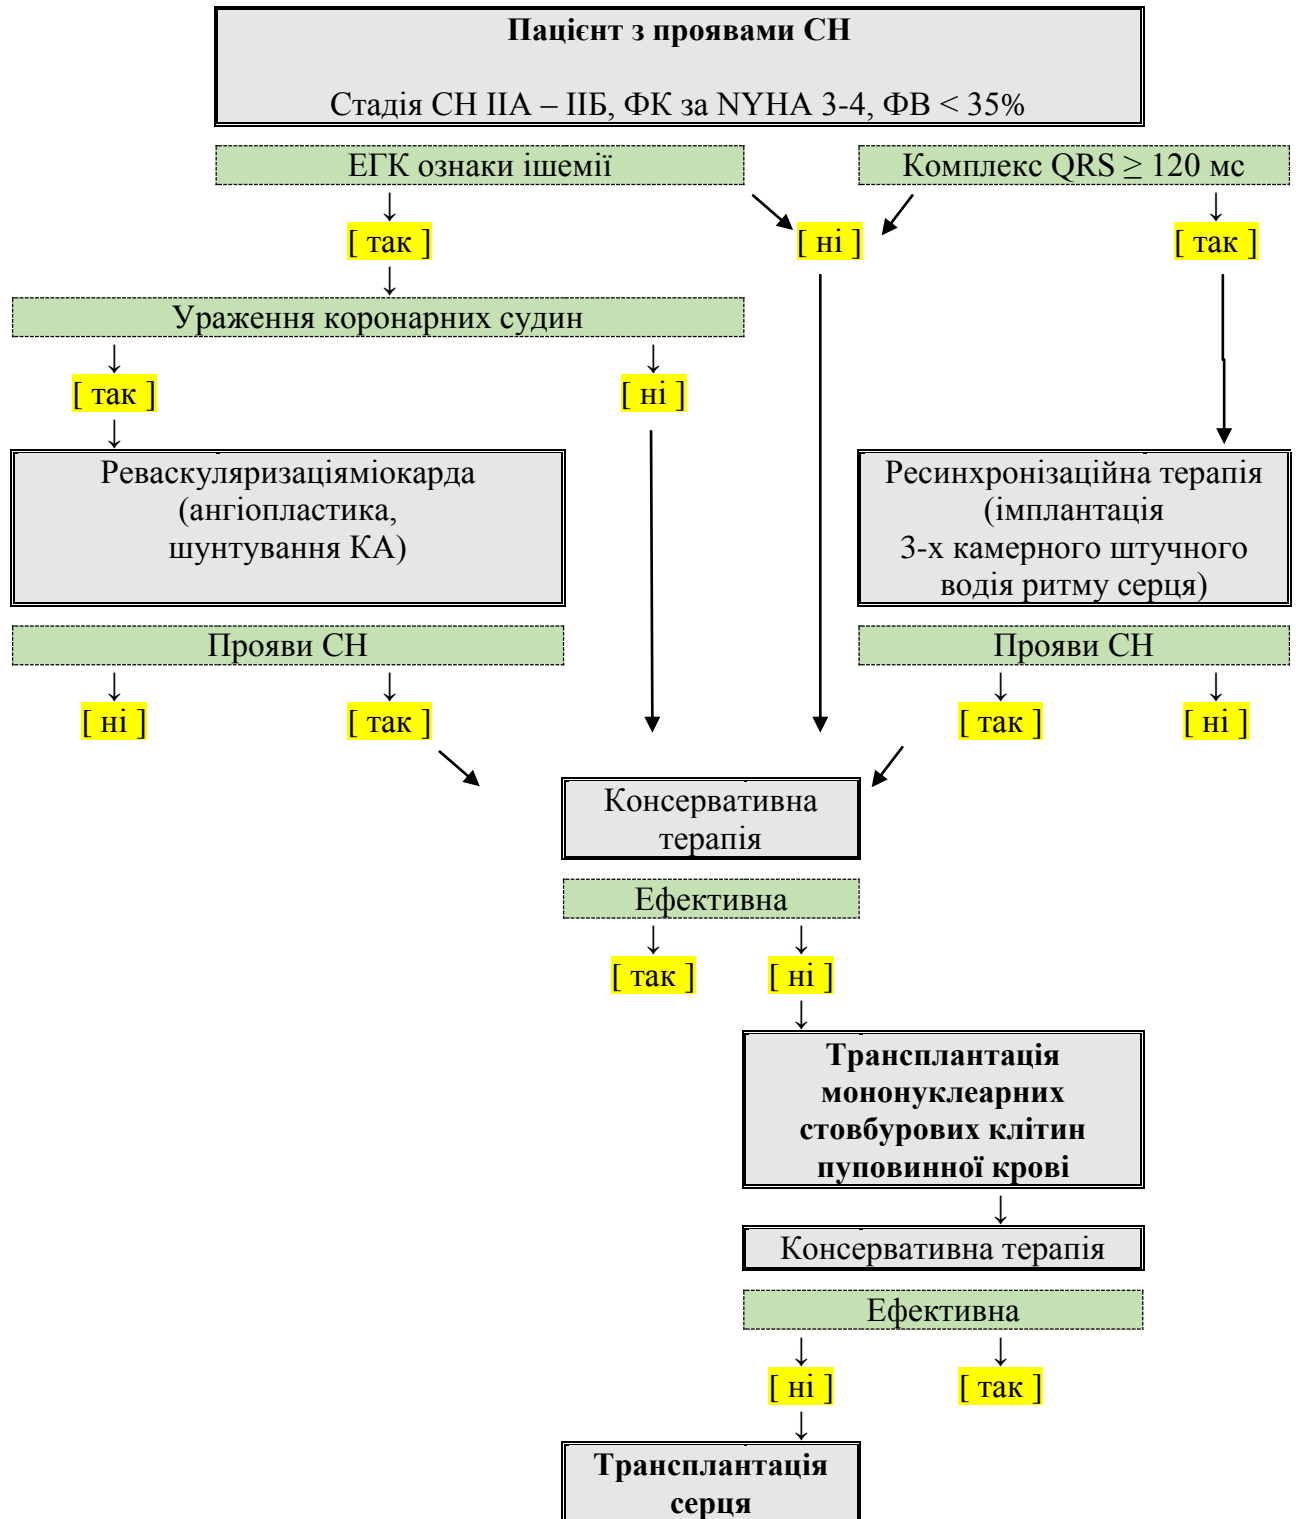 Пацієнт з проявами СН
Стадія СН ІІА – ІІБ, ФК за NYHA 3-4, ФВ < 35%
ЕГК ознаки ішемії
Комплекс QRS ≥ 120 мс
↓
↓
[ так ]
[ ні ]
[ так ]
↓
Ураження коронарних судин
↓
↓
[ так ]
[ ні ]
↓
Реваскуляризаціяміокарда
(ангіопластика,
шунтування КА)
Ресинхронізаційна терапія
(імплантація
3-х камерного штучного
водія ритму серця)
Прояви СН
Прояви СН
↓
↓
↓
↓
[ ні ]
[ так ]
[ так ]
[ ні ]
Консервативна
терапія
Ефективна
↓
↓
[ так ]
[ ні ]
↓
Трансплантація
мононуклеарних
стовбурових клітин
пуповинної крові
↓
Консервативна терапія
Ефективна
↓
↓
[ ні ]
[ так ]
↓
Трансплантація
серця